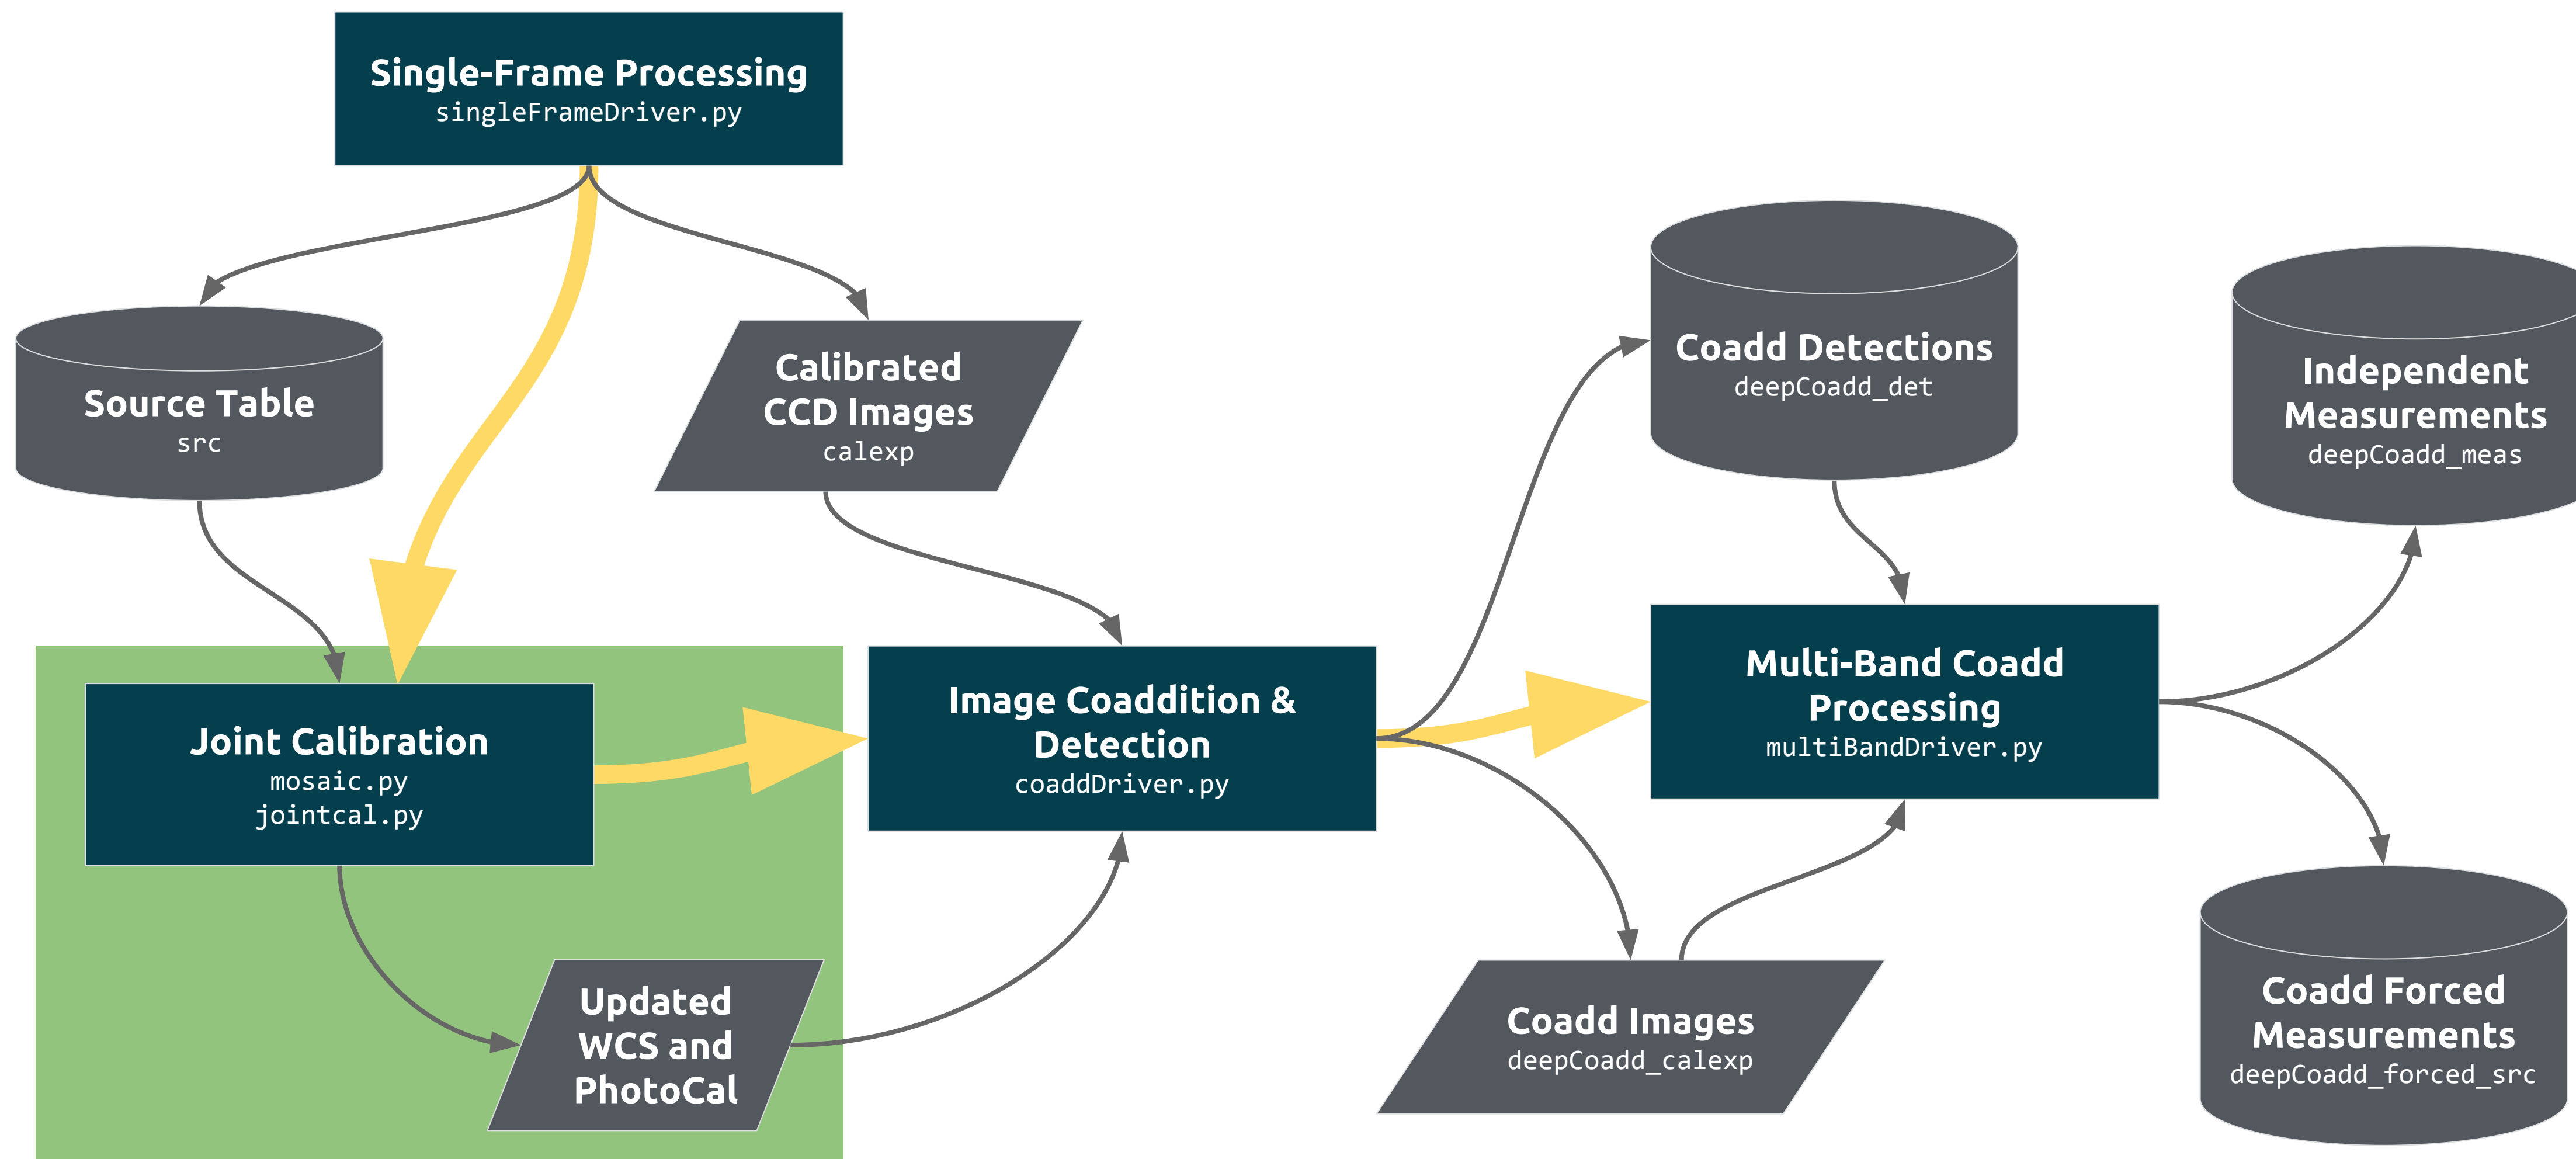 Single-Frame Processing
singleFrameDriver.py
Source Table
src
Calibrated
CCD Images
calexp
Coadd Detections
deepCoadd_det
Independent
Measurements
deepCoadd_meas
Joint Calibration
mosaic.py
jointcal.py
Image Coaddition &
Detection
coaddDriver.py
Multi-Band Coadd
Processing
multiBandDriver.py
Updated
WCS and
PhotoCal
Coadd Images
deepCoadd_calexp
Coadd Forced
Measurements
deepCoadd_forced_src